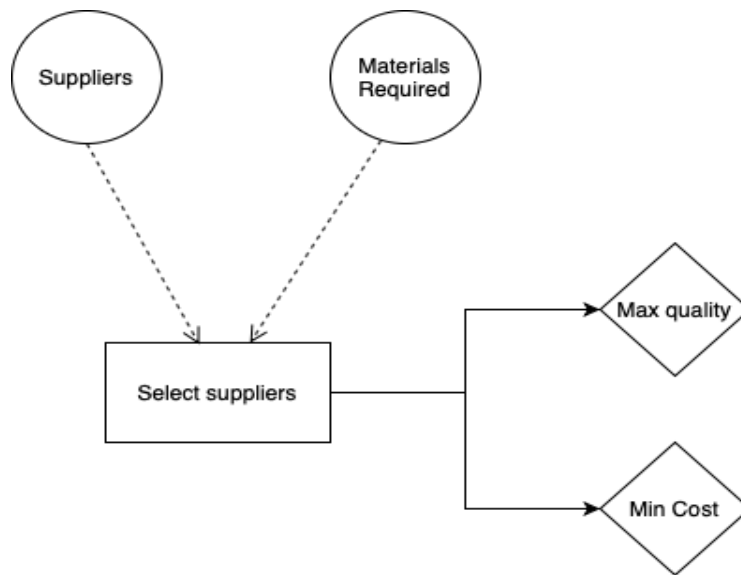 Suppliers
Materials
Required
Max quality
Select suppliers
Min Cost